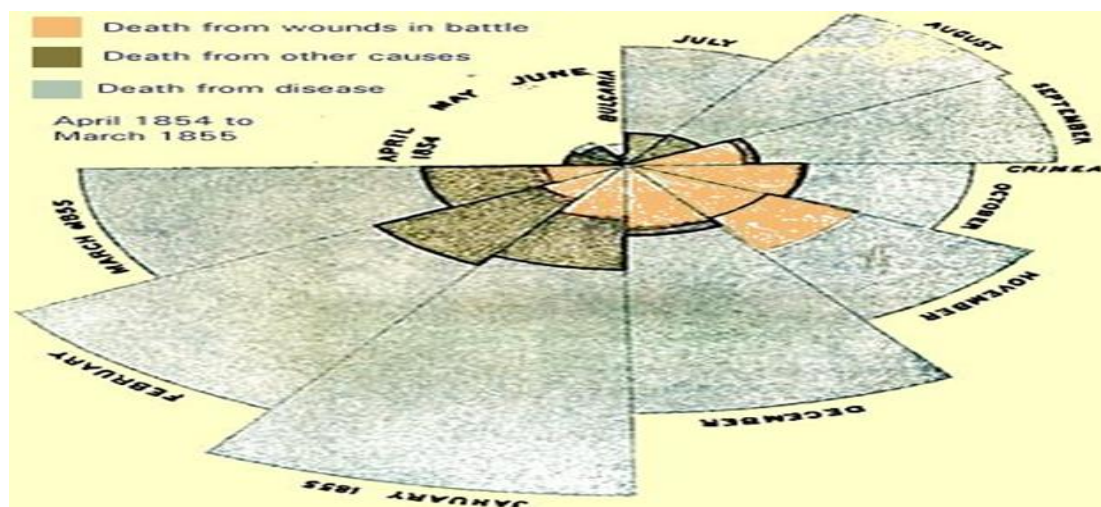 Death from wounds in battle
Death from other causes
Death from disease
April 1854 to
March 1855
APRIL
1854
MAY
JUNE
BULGARIA
JULY
AUGUST
SEPTEMBER
CRIMEA
OCTOBER
NOVEMBER
DECEMBER
JANUARY 1855
FEBRUARY
MARCH 1855